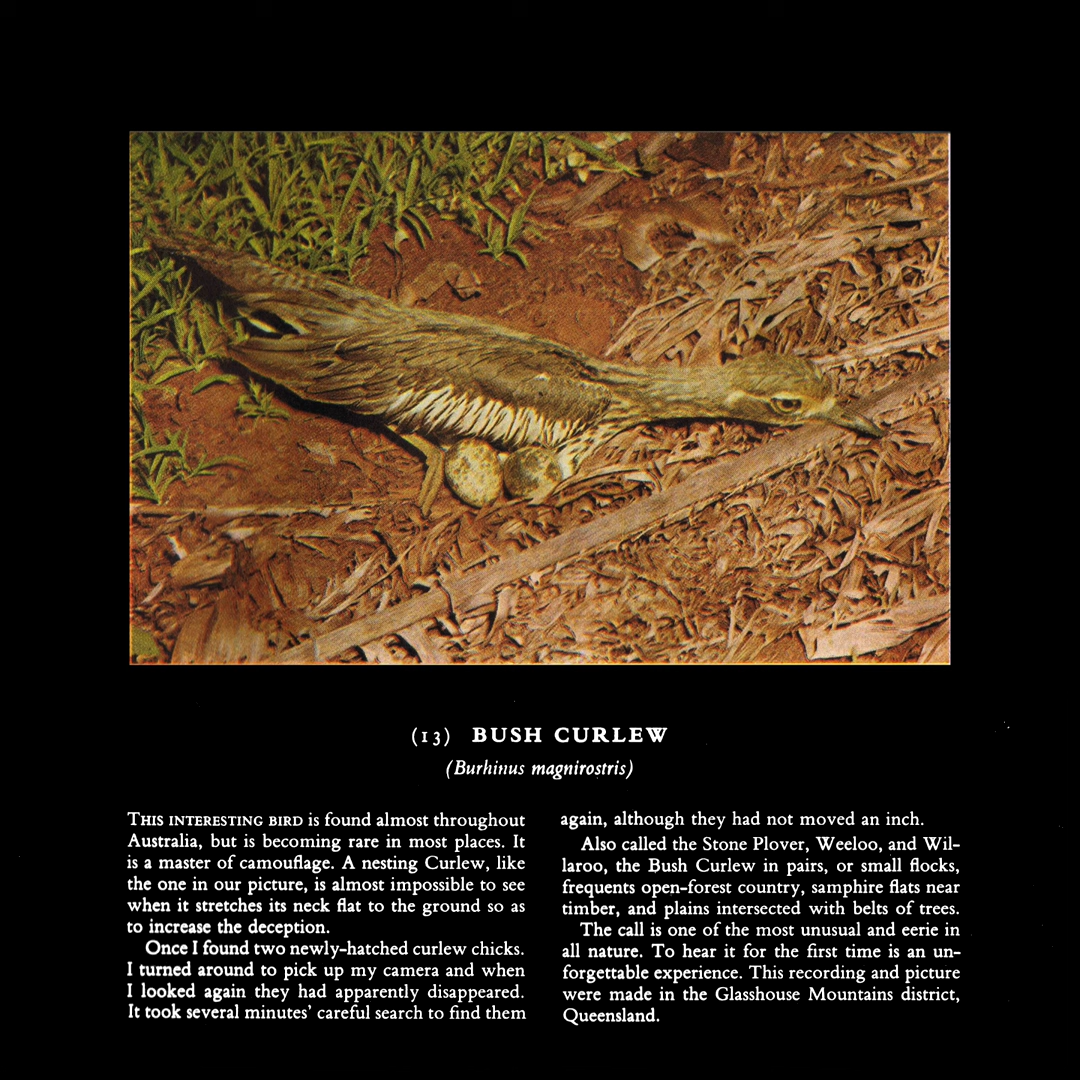 (13) BUSH CURLEW
(Burhinus magnirostris)
THIS INTERESTING BIRD is found almost throughout
Australia, but is becoming rare in most places. It
is a master of camouflage. A nesting Curlew, like
the one in our picture, is almost impossible to see
when it stretches its neck flat to the ground so as
to increase the deception.
Once I found two newly-hatched curlew chicks.
I turned around to pick up my camera and when
I looked again they had apparently disappeared.
It took several minutes' careful search to find them
again, although they had not moved an inch.
Also called the Stone Plover, Weeloo, and Wil-
laroo, the Bush Curlew in pairs, or small flocks,
frequents open-forest country, samphire flats near
timber, and plains intersected with belts of trees.
The call is one of the most unusual and eerie in
all nature. To hear it for the first time is an un-
forgettable experience. This recording and picture
were made in the Glasshouse Mountains district,
Queensland.